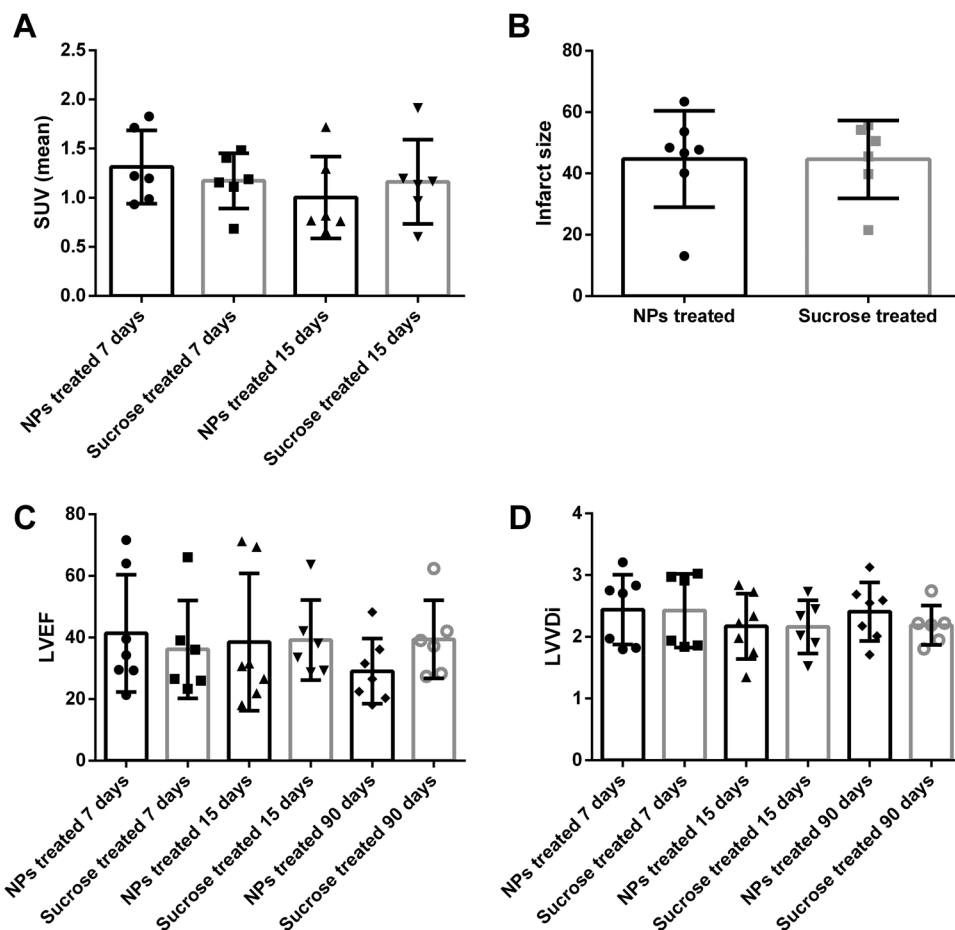 A
SUV (mean)
2.5
2.0
1.5
1.0
0.5
0.0
NPs treated 7 days
Sucrose treated 7 days
NPs treated 15 days
Sucrose treated 15 days
B
Infarct size
80
60
40
20
0
NPs treated
Sucrose treated
C
LVEF
80
60
40
20
0
NPs treated 7 days
Sucrose treated 7 days
NPs treated 15 days
Sucrose treated 15 days
NPs treated 90 days
Sucrose treated 90 days
D
LVVDi
4
3
2
1
0
NPs treated 7 days
Sucrose treated 7 days
NPs treated 15 days
Sucrose treated 15 days
NPs treated 90 days
Sucrose treated 90 days